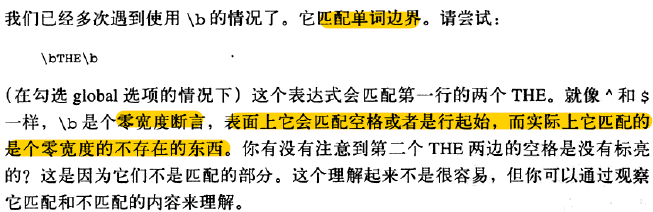 我们已经多次遇到使用 \b 的情况了。它匹配单词边界。请尝试：
\bTHE\b
（在勾选 global 选项的情况下）这个表达式会匹配第一行的两个 THE。就像 ^ 和 $
一样，\b 是个零宽度断言，表面上它会匹配空格或者是行起始，而实际上它匹配的
是个零宽度的不存在的东西。你有没有注意到第二个 THE 两边的空格是没有标亮
的？这是因为它们不是匹配的部分。这个理解起来不是很容易，但你可以通过观察
它匹配和不匹配的内容来理解。